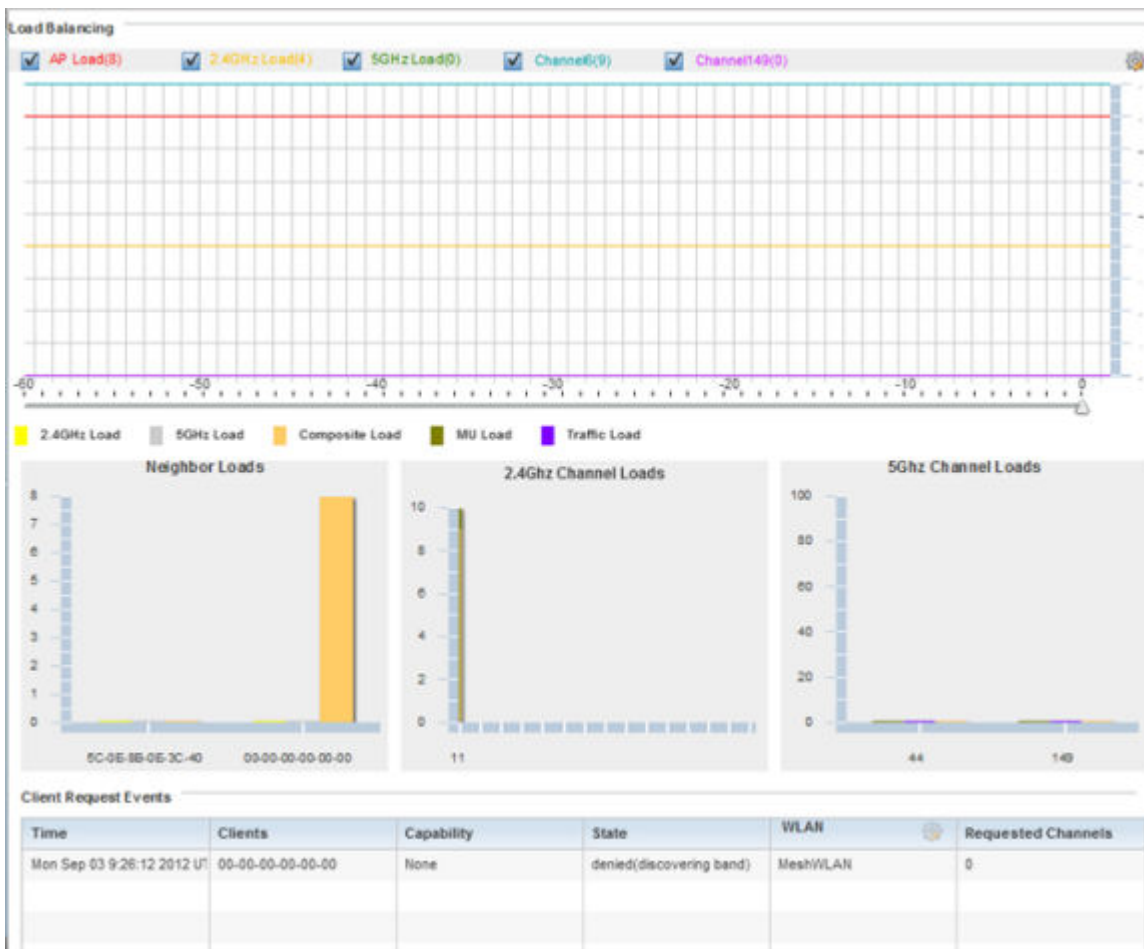 Load Balancing
AP Load(8) 2.4GHz Load(4) 5GHz Load(0) Channel6(9) Channel149(0)
-60 -50 -40 -30 -20 -10 0
2.4GHz Load 5GHz Load Composite Load MU Load Traffic Load
Neighbor Loads
8
7
6
5
4
3
2
1
0
5C-0E-8B-0E-3C-40 00-00-00-00-00-00
2.4Ghz Channel Loads
10
8
6
4
2
0
11
5Ghz Channel Loads
100
80
60
40
20
0
44 149
Client Request Events
Time Clients Capability State WLAN Requested Channels
Mon Sep 03 9:26:12 2012 UT 00-00-00-00-00-00 None denied(discovering band) MeshWLAN 0